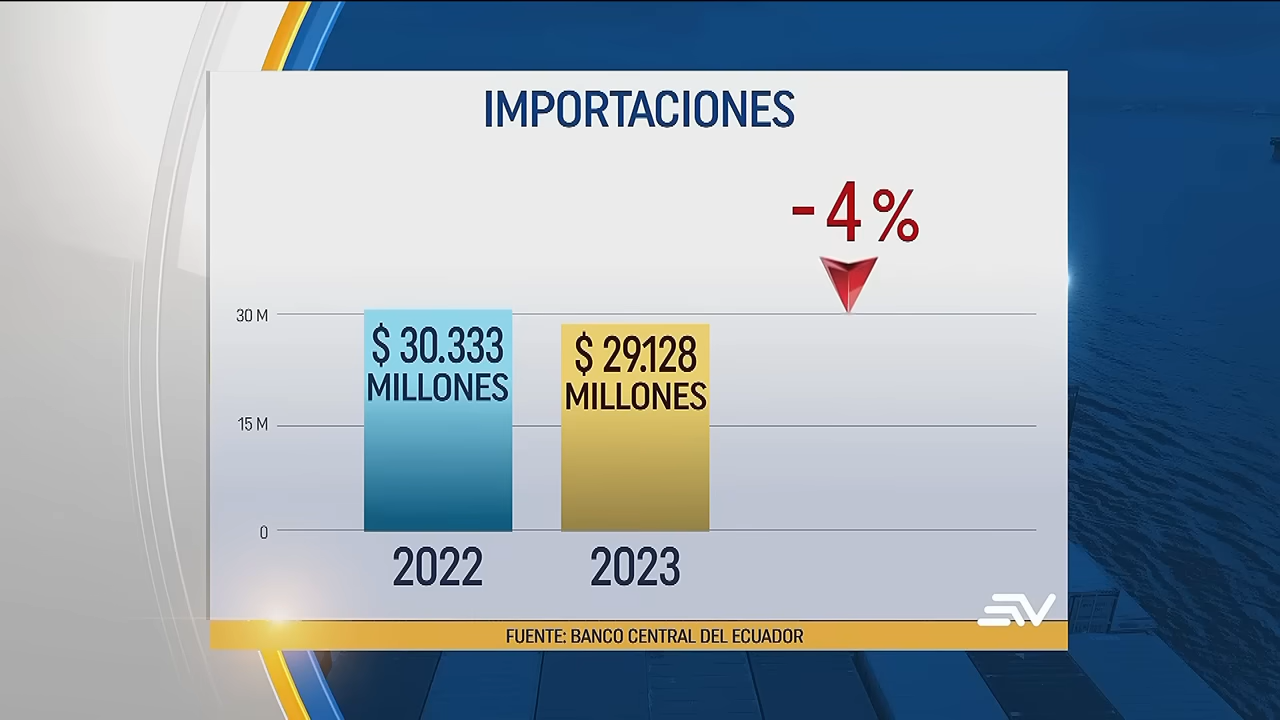 IMPORTACIONES
-4%
30 M
$ 30.333
MILLONES
$ 29.128
MILLONES
15 M
0
2022
2023
FUENTE: BANCO CENTRAL DEL ECUADOR